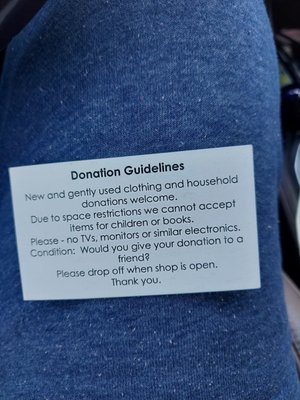 Donation Guidelines
New and gently used clothing and household
donations welcome.
Due to space restrictions we cannot accept
items for children or books.
Please - no TVs, monitors or similar electronics.
Condition: Would you give your donation to a
friend?
Please drop off when shop is open.
Thank you.